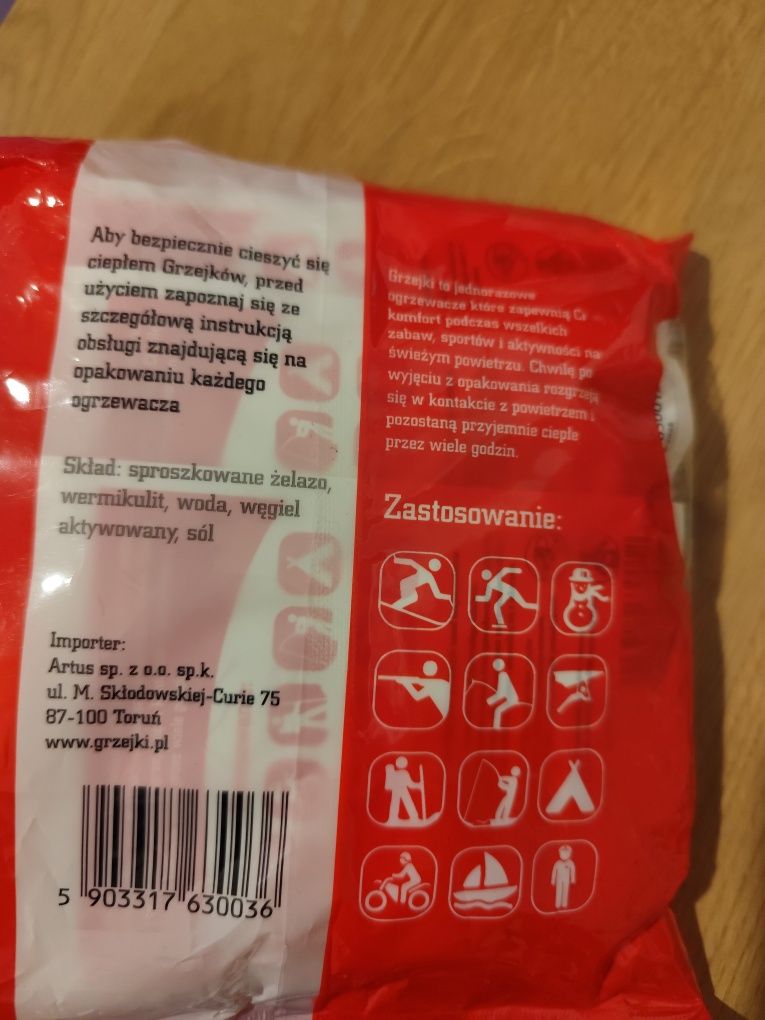 Aby bezpiecznie cieszyć się
ciepłem Grzejków, przed
użyciem zapoznaj się ze
szczegółową instrukcją
obsługi znajdującą się na
opakowaniu każdego
ogrzewacza
Skład: sproszkowane żelazo,
wermikulit, woda, węgiel
aktywowany, sól
Importer:
Artus sp. z o.o. sp.k.
ul. M. Skłodowskiej-Curie 75
87-100 Toruń
www.grzejki.pl
5 903317 630036
Grzejki to jednorazowe
ogrzewacze które zapewnią
komfort podczas wszelkich
zabaw, sportów i aktywności na
świeżym powietrzu. Chwilę po
wyjęciu z opakowania rozgrzeją
się w kontakcie z powietrzem i
pozostaną przyjemnie ciepłe
przez wiele godzin.
Zastosowanie: